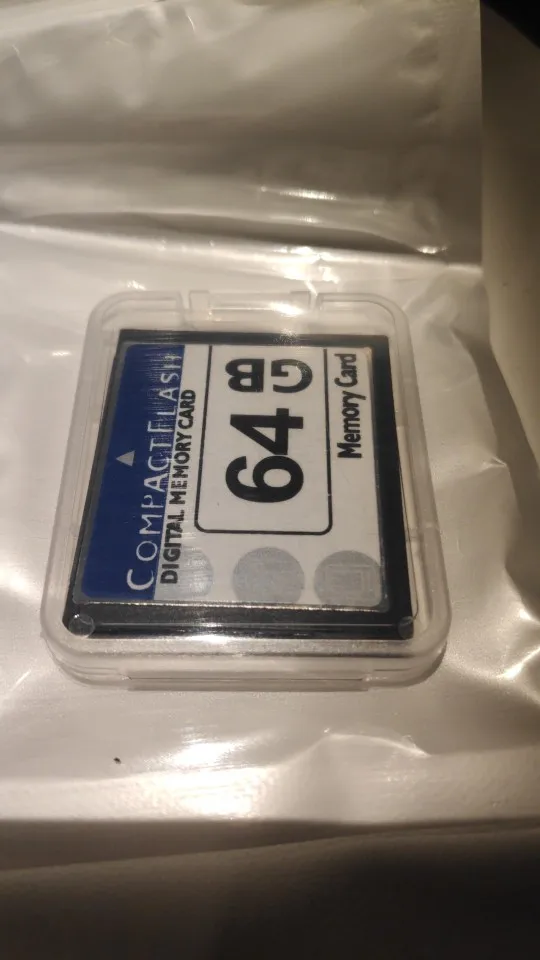 COMPACTFLASH
DIGITAL MEMORY CARD
64 GB
Memory Card